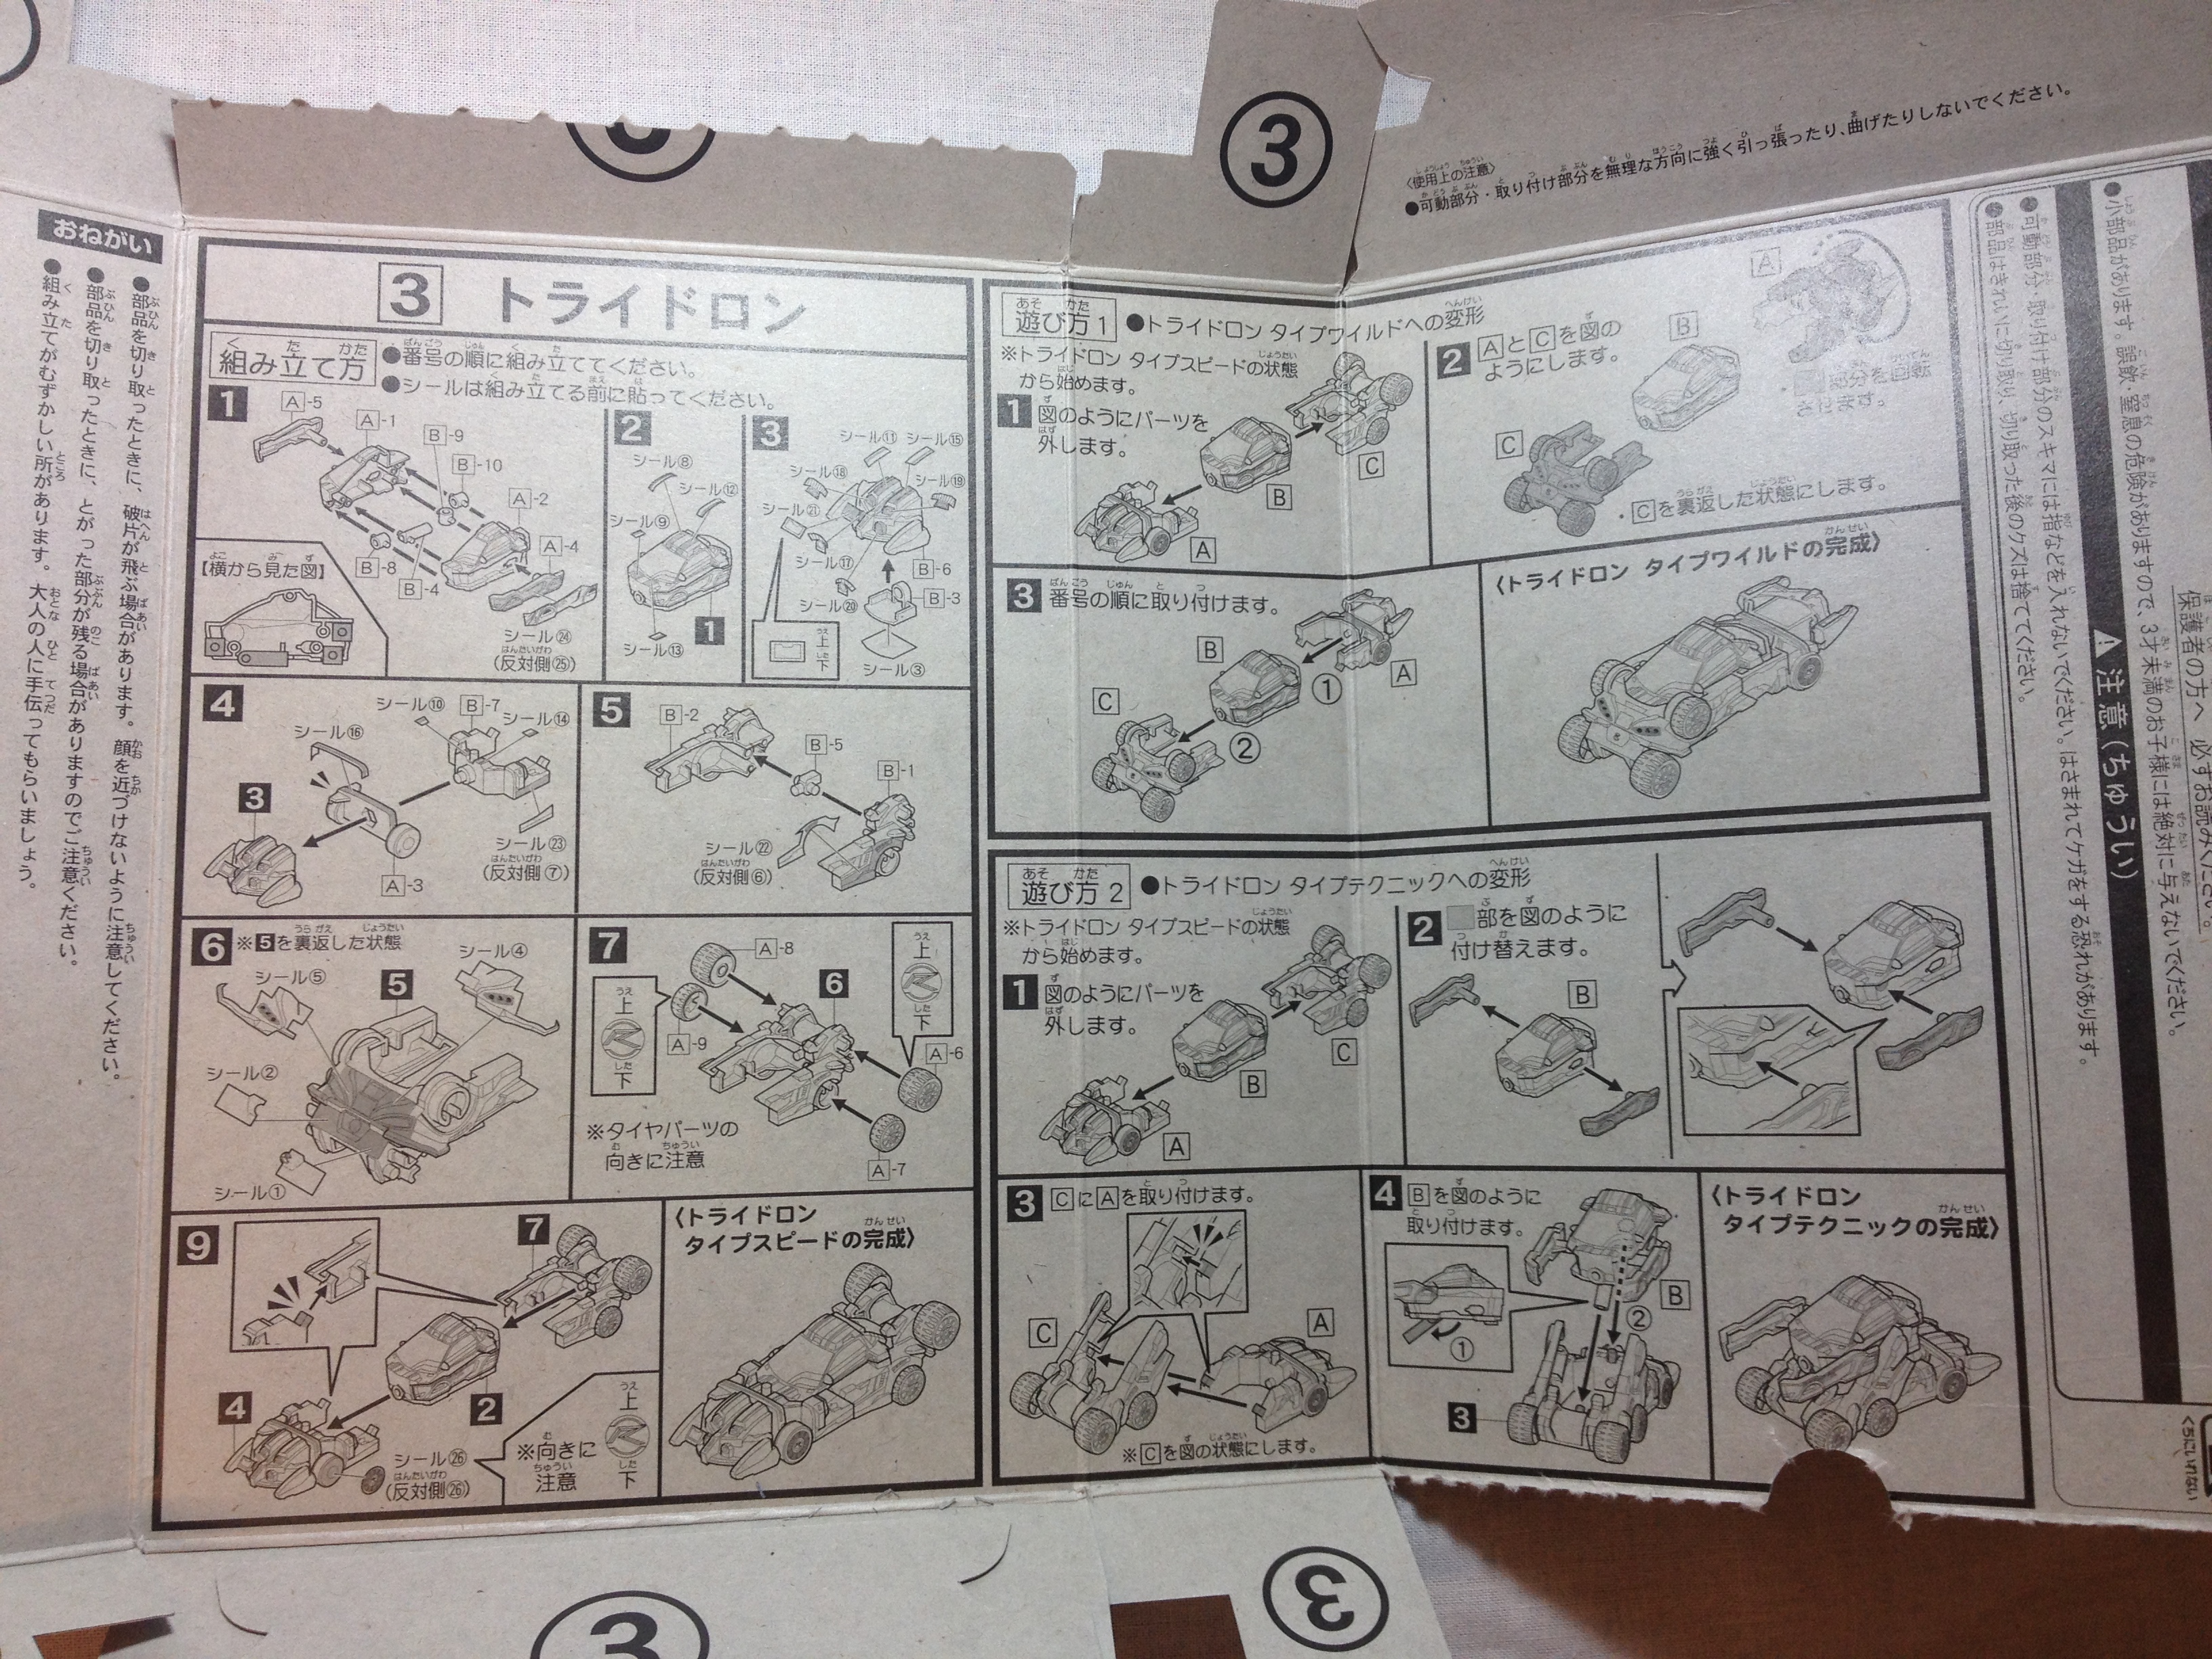 おねがい
●部品を切り取ったときに、破片が飛ぶ場合があります。顔を近づけないように注意してください。
●部品を切り取ったときに、とがった部分が残る場合がありますのでご注意ください。
●組み立てがむずかしい所があります。大人の人に手伝ってもらいましょう。
3 トライドロン
組み立て方
●番号の順に組み立ててください。
●シールは組み立てる前に貼ってください。
1
A-5
A-1
B-9
B-10
A-2
A-4
B-8
B-4
【横から見た図】
シール㉔
(反対側㉕)
2
シール⑧
シール⑫
シール⑨
シール⑬
1
3
シール⑪
シール⑮
シール⑱
シール⑲
シール㉑
シール⑰
シール⑳
B-6
B-3
シール③
上
下
4
シール⑩
B-7
シール⑭
シール⑯
3
A-3
シール㉓
(反対側⑦)
5
B-2
B-5
B-1
シール㉒
(反対側⑥)
6 ※5を裏返した状態
シール⑤
シール④
5
シール②
シール①
7
A-8
上
下
A-9
6
上
下
A-6
A-7
※タイヤパーツの
向きに注意
9
7
4
2
シール㉖
(反対側㉖)
※向きに
注意
上
下
〈トライドロン
タイプスピードの完成〉
遊び方1
●トライドロン タイプワイルドへの変形
※トライドロン タイプスピードの状態
から始めます。
1 図のようにパーツを
外します。
C
B
A
2 AとCを図の
ようにします。
A
B
部分を回転
させます。
C
・Cを裏返した状態にします。
3 番号の順に取り付けます。
B
①
A
C
②
〈トライドロン タイプワイルドの完成〉
遊び方2
●トライドロン タイプテクニックへの変形
※トライドロン タイプスピードの状態
から始めます。
1 図のようにパーツを
外します。
C
B
A
2 部を図のように
付け替えます。
B
3 CにAを取り付けます。
C
A
※Cを図の状態にします。
4 Bを図のように
取り付けます。
B
①
②
3
〈トライドロン
タイプテクニックの完成〉
3
〈使用上の注意〉
●可動部分・取り付け部分を無理な方向に強く引っ張ったり、曲げたりしないでください。
保護者の方へ 必ずお読みください。
⚠注意(ちゅうい)
●小部品があります。誤飲・窒息の危険がありますので、3才未満のお子様には絶対に与えないでください。
●可動部分・取り付け部分のスキマには指などを入れないでください。はさまれてケガをする恐れがあります。
●部品はきれいに切り取り、切り取った後のクズは捨ててください。
くちにいれない
3
3